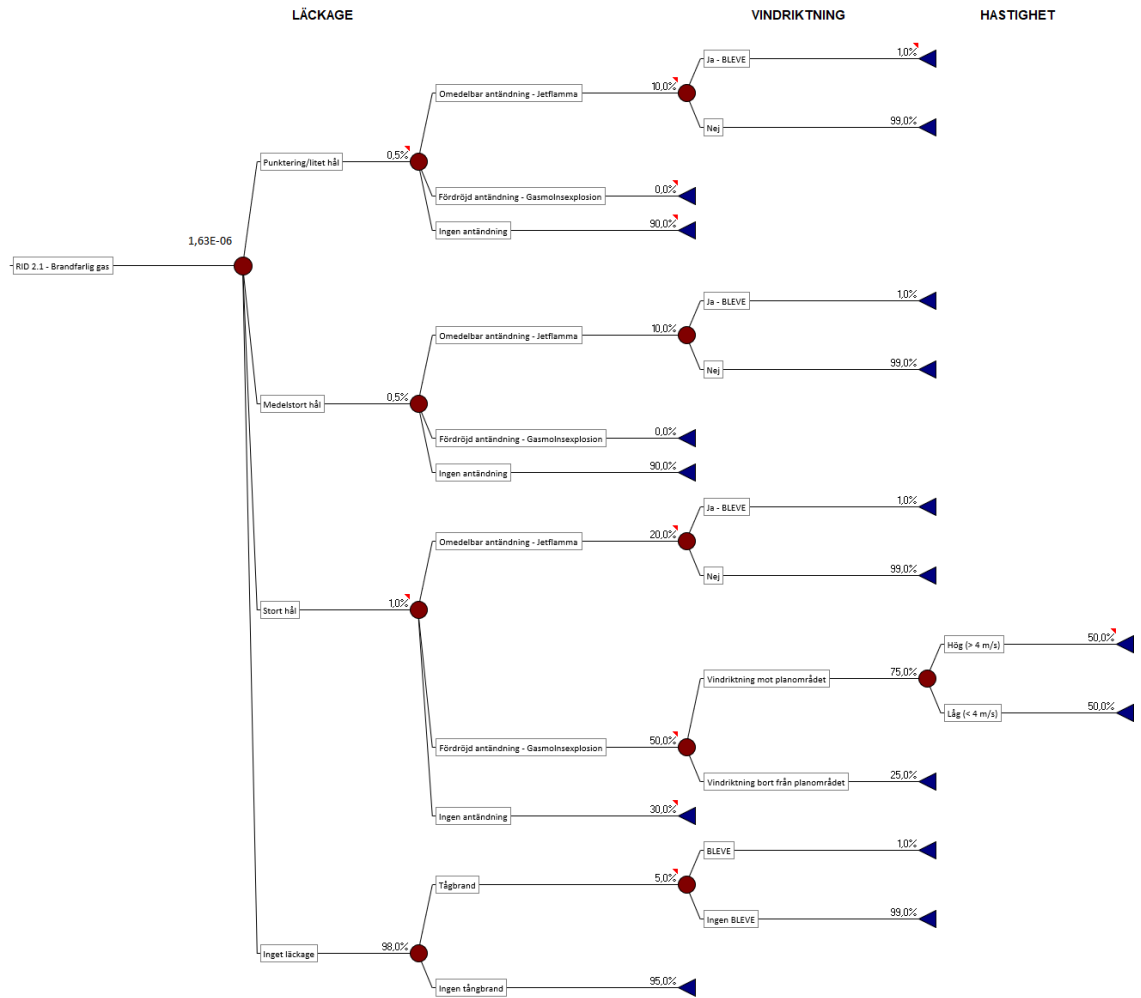 LÄCKAGE
VINDRIKTNING
HASTIGHET
Ja - BLEVE
1,0%
Omedelbar antändning - Jetflamma
10,0%
Nej
99,0%
Punktering/litet hål
0,5%
Fördröjd antändning - Gasmolnsexplosion
0,0%
Ingen antändning
90,0%
1,63E-06
RID 2.1 - Brandfarlig gas
Ja - BLEVE
1,0%
Omedelbar antändning - Jetflamma
10,0%
Nej
99,0%
Medelstort hål
0,5%
Fördröjd antändning - Gasmolnsexplosion
0,0%
Ingen antändning
90,0%
Ja - BLEVE
1,0%
Omedelbar antändning - Jetflamma
20,0%
Nej
99,0%
Stort hål
1,0%
Hög (> 4 m/s)
50,0%
Vindriktning mot planområdet
75,0%
Låg (< 4 m/s)
50,0%
Fördröjd antändning - Gasmolnsexplosion
50,0%
Vindriktning bort från planområdet
25,0%
Ingen antändning
30,0%
BLEVE
1,0%
Tågbrand
5,0%
Ingen BLEVE
99,0%
Inget läckage
98,0%
Ingen tångbrand
95,0%